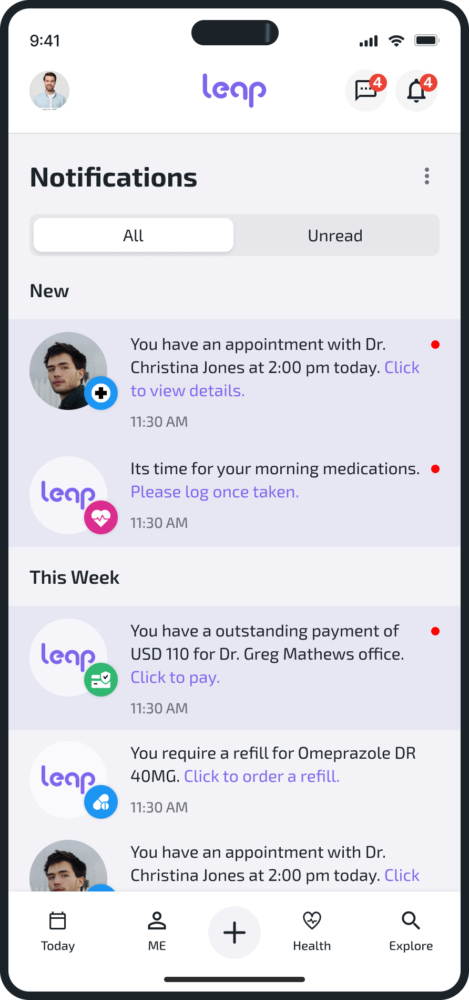 9:41
leap
4
4
Notifications
All
Unread
New
You have an appointment with Dr.
Christina Jones at 2:00 pm today. Click
to view details.
11:30 AM
leap
Its time for your morning medications.
Please log once taken.
11:30 AM
This Week
leap
You have a outstanding payment of
USD 110 for Dr. Greg Mathews office.
Click to pay.
11:30 AM
leap
You require a refill for Omeprazole DR
40MG. Click to order a refill.
11:30 AM
You have an appointment with Dr.
Christina Jones at 2:00 pm today. Click
Today
ME
Health
Explore